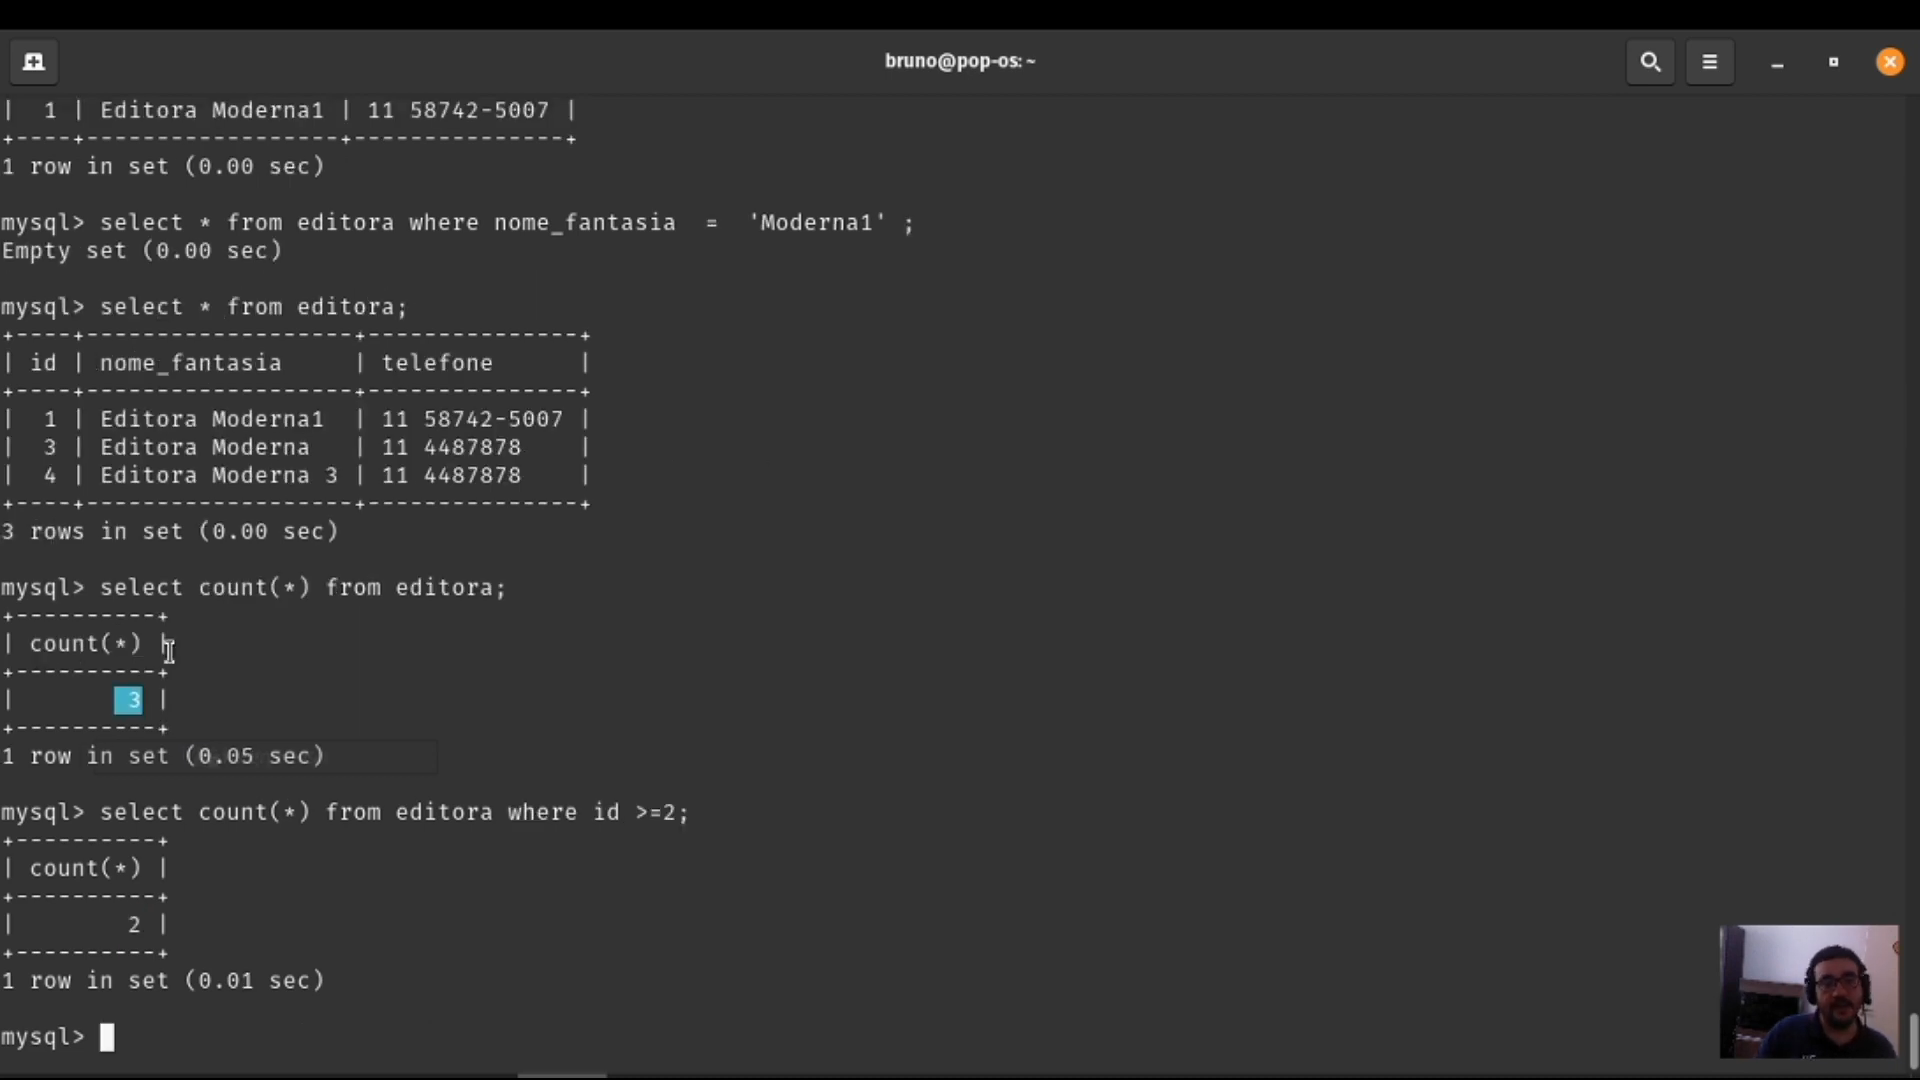 bruno@pop-os: ~
|  1 | Editora Moderna1 | 11 58742-5007 |
+----+------------------+---------------+
1 row in set (0.00 sec)
mysql> select * from editora where nome_fantasia  =  'Moderna1' ;
Empty set (0.00 sec)
mysql> select * from editora;
+----+-------------------+---------------+
| id | nome_fantasia     | telefone      |
+----+-------------------+---------------+
|  1 | Editora Moderna1  | 11 58742-5007 |
|  3 | Editora Moderna   | 11 4487878    |
|  4 | Editora Moderna 3 | 11 4487878    |
+----+-------------------+---------------+
3 rows in set (0.00 sec)
mysql> select count(*) from editora;
+----------+
| count(*) |
+----------+
|        3 |
+----------+
1 row in set (0.05 sec)
mysql> select count(*) from editora where id >=2;
+----------+
| count(*) |
+----------+
|        2 |
+----------+
1 row in set (0.01 sec)
mysql>